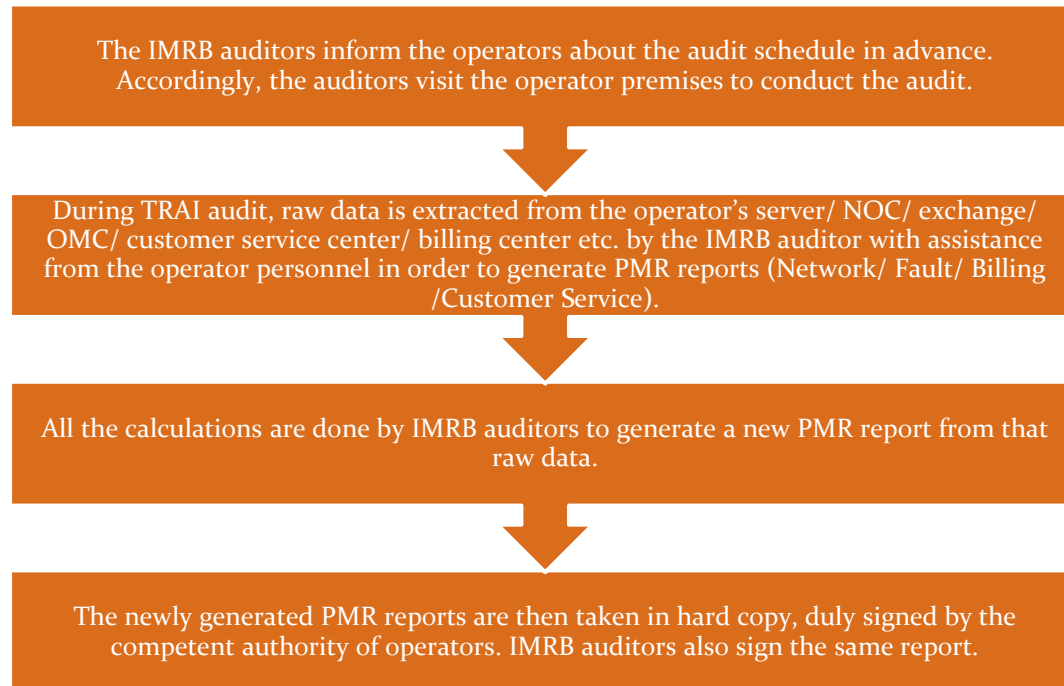 The IMRB auditors inform the operators about the audit schedule in advance.
Accordingly, the auditors visit the operator premises to conduct the audit.
During TRAI audit, raw data is extracted from the operator's server/ NOC/ exchange/
OMC/ customer service center/ billing center etc. by the IMRB auditor with assistance
from the operator personnel in order to generate PMR reports (Network/ Fault/ Billing
/Customer Service).
All the calculations are done by IMRB auditors to generate a new PMR report from that
raw data.
The newly generated PMR reports are then taken in hard copy, duly signed by the
competent authority of operators. IMRB auditors also sign the same report.